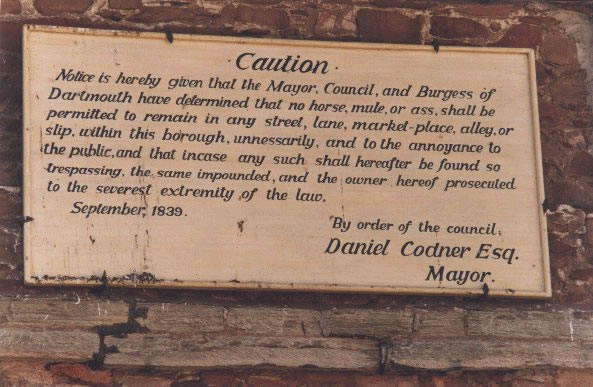 · Caution ·
Notice is hereby given that the Mayor, Council, and Burgess of
Dartmouth have determined that no horse, mule, or ass, shall be
permitted to remain in any street, lane, market-place, alley, or
slip, within this borough, unnessarily, and to the annoyance to
the public, and that incase any such shall hereafter be found so
trespassing, the same impounded, and the owner hereof prosecuted
to the severest extremity of the law.
September, 1839.
By order of the council,
Daniel Codner Esq.
Mayor.